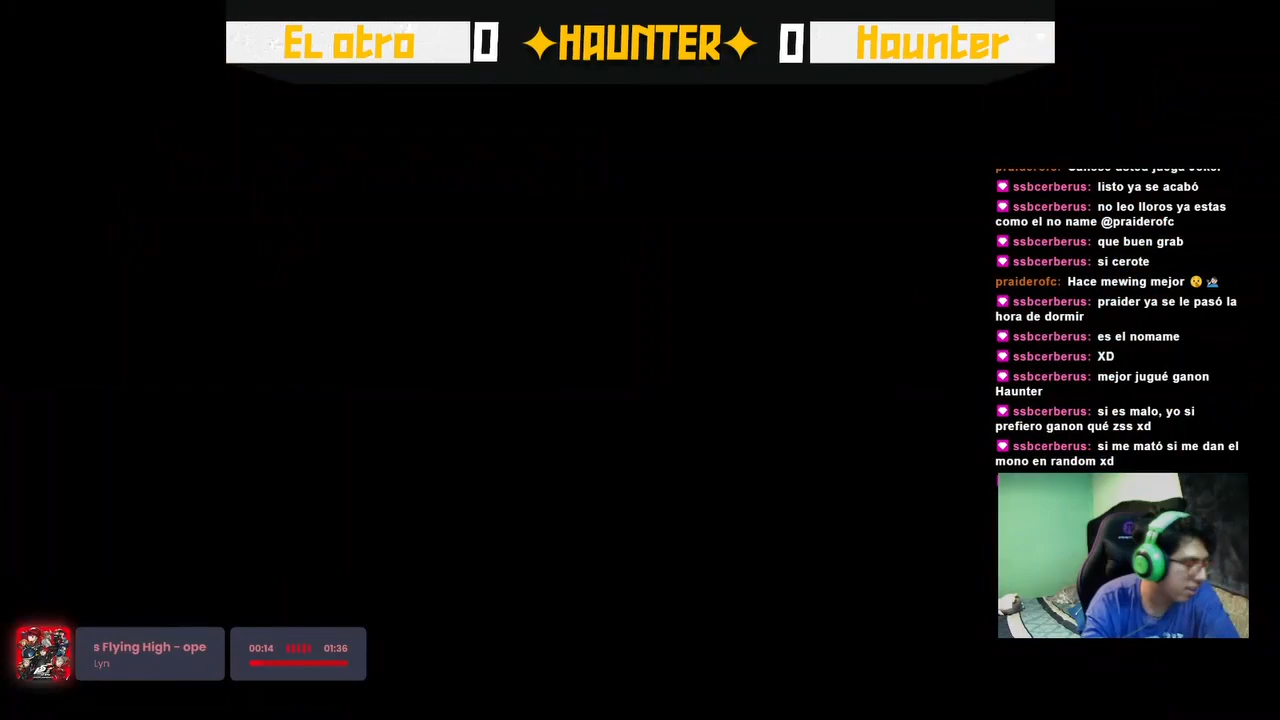 El otro 0 HAUNTER 0 Haunter
ssbcerberus: listo ya se acabó
ssbcerberus: no leo lloros ya estas
como el no name @praiderofc
ssbcerberus: que buen grab
ssbcerberus: si cerote
praiderofc: Hace mewing mejor
ssbcerberus: praider ya se le pasó la
hora de dormir
ssbcerberus: es el nomame
ssbcerberus: XD
ssbcerberus: mejor jugué ganon
Haunter
ssbcerberus: si es malo, yo si
prefiero ganon qué zss xd
ssbcerberus: si me mató si me dan el
mono en random xd
s Flying High - ope
Lyn
00:14 01:36